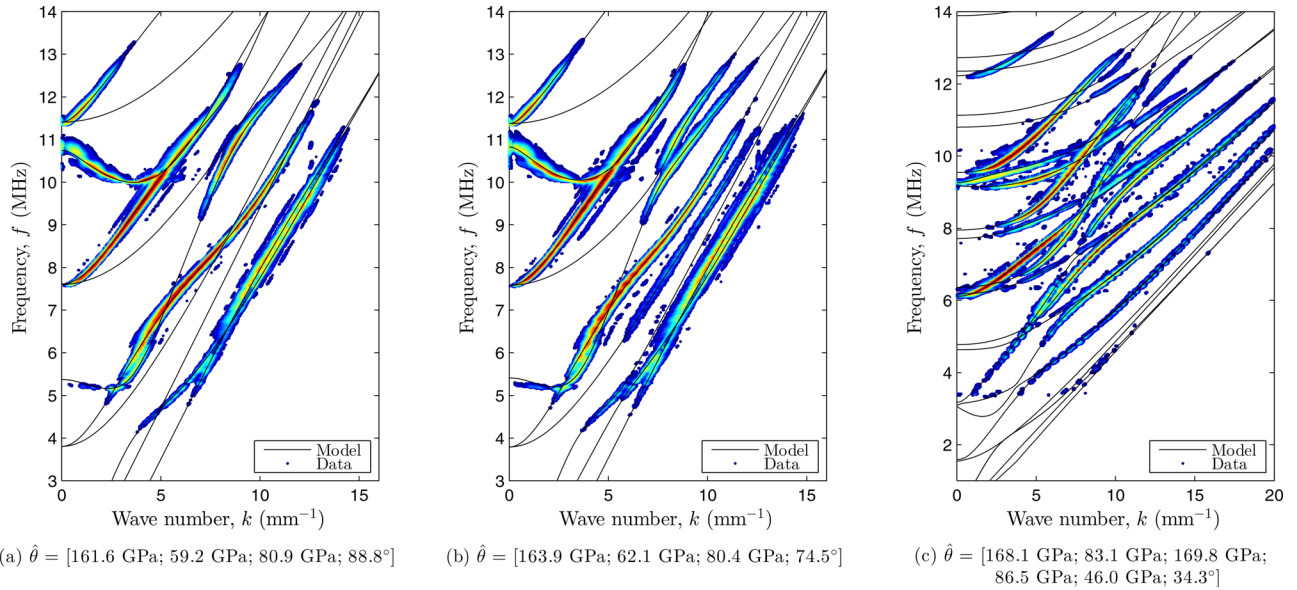 14
13
12
11
10
9
8
7
6
5
4
3
Frequency, f (MHz)
0 5 10 15
Wave number, k (mm⁻¹)
Model
Data
(a) θ̂ = [161.6 GPa; 59.2 GPa; 80.9 GPa; 88.8°]
14
13
12
11
10
9
8
7
6
5
4
3
Frequency, f (MHz)
0 5 10 15
Wave number, k (mm⁻¹)
Model
Data
(b) θ̂ = [163.9 GPa; 62.1 GPa; 80.4 GPa; 74.5°]
14
12
10
8
6
4
2
Frequency, f (MHz)
0 5 10 15 20
Wave number, k (mm⁻¹)
Model
Data
(c) θ̂ = [168.1 GPa; 83.1 GPa; 169.8 GPa;
86.5 GPa; 46.0 GPa; 34.3°]